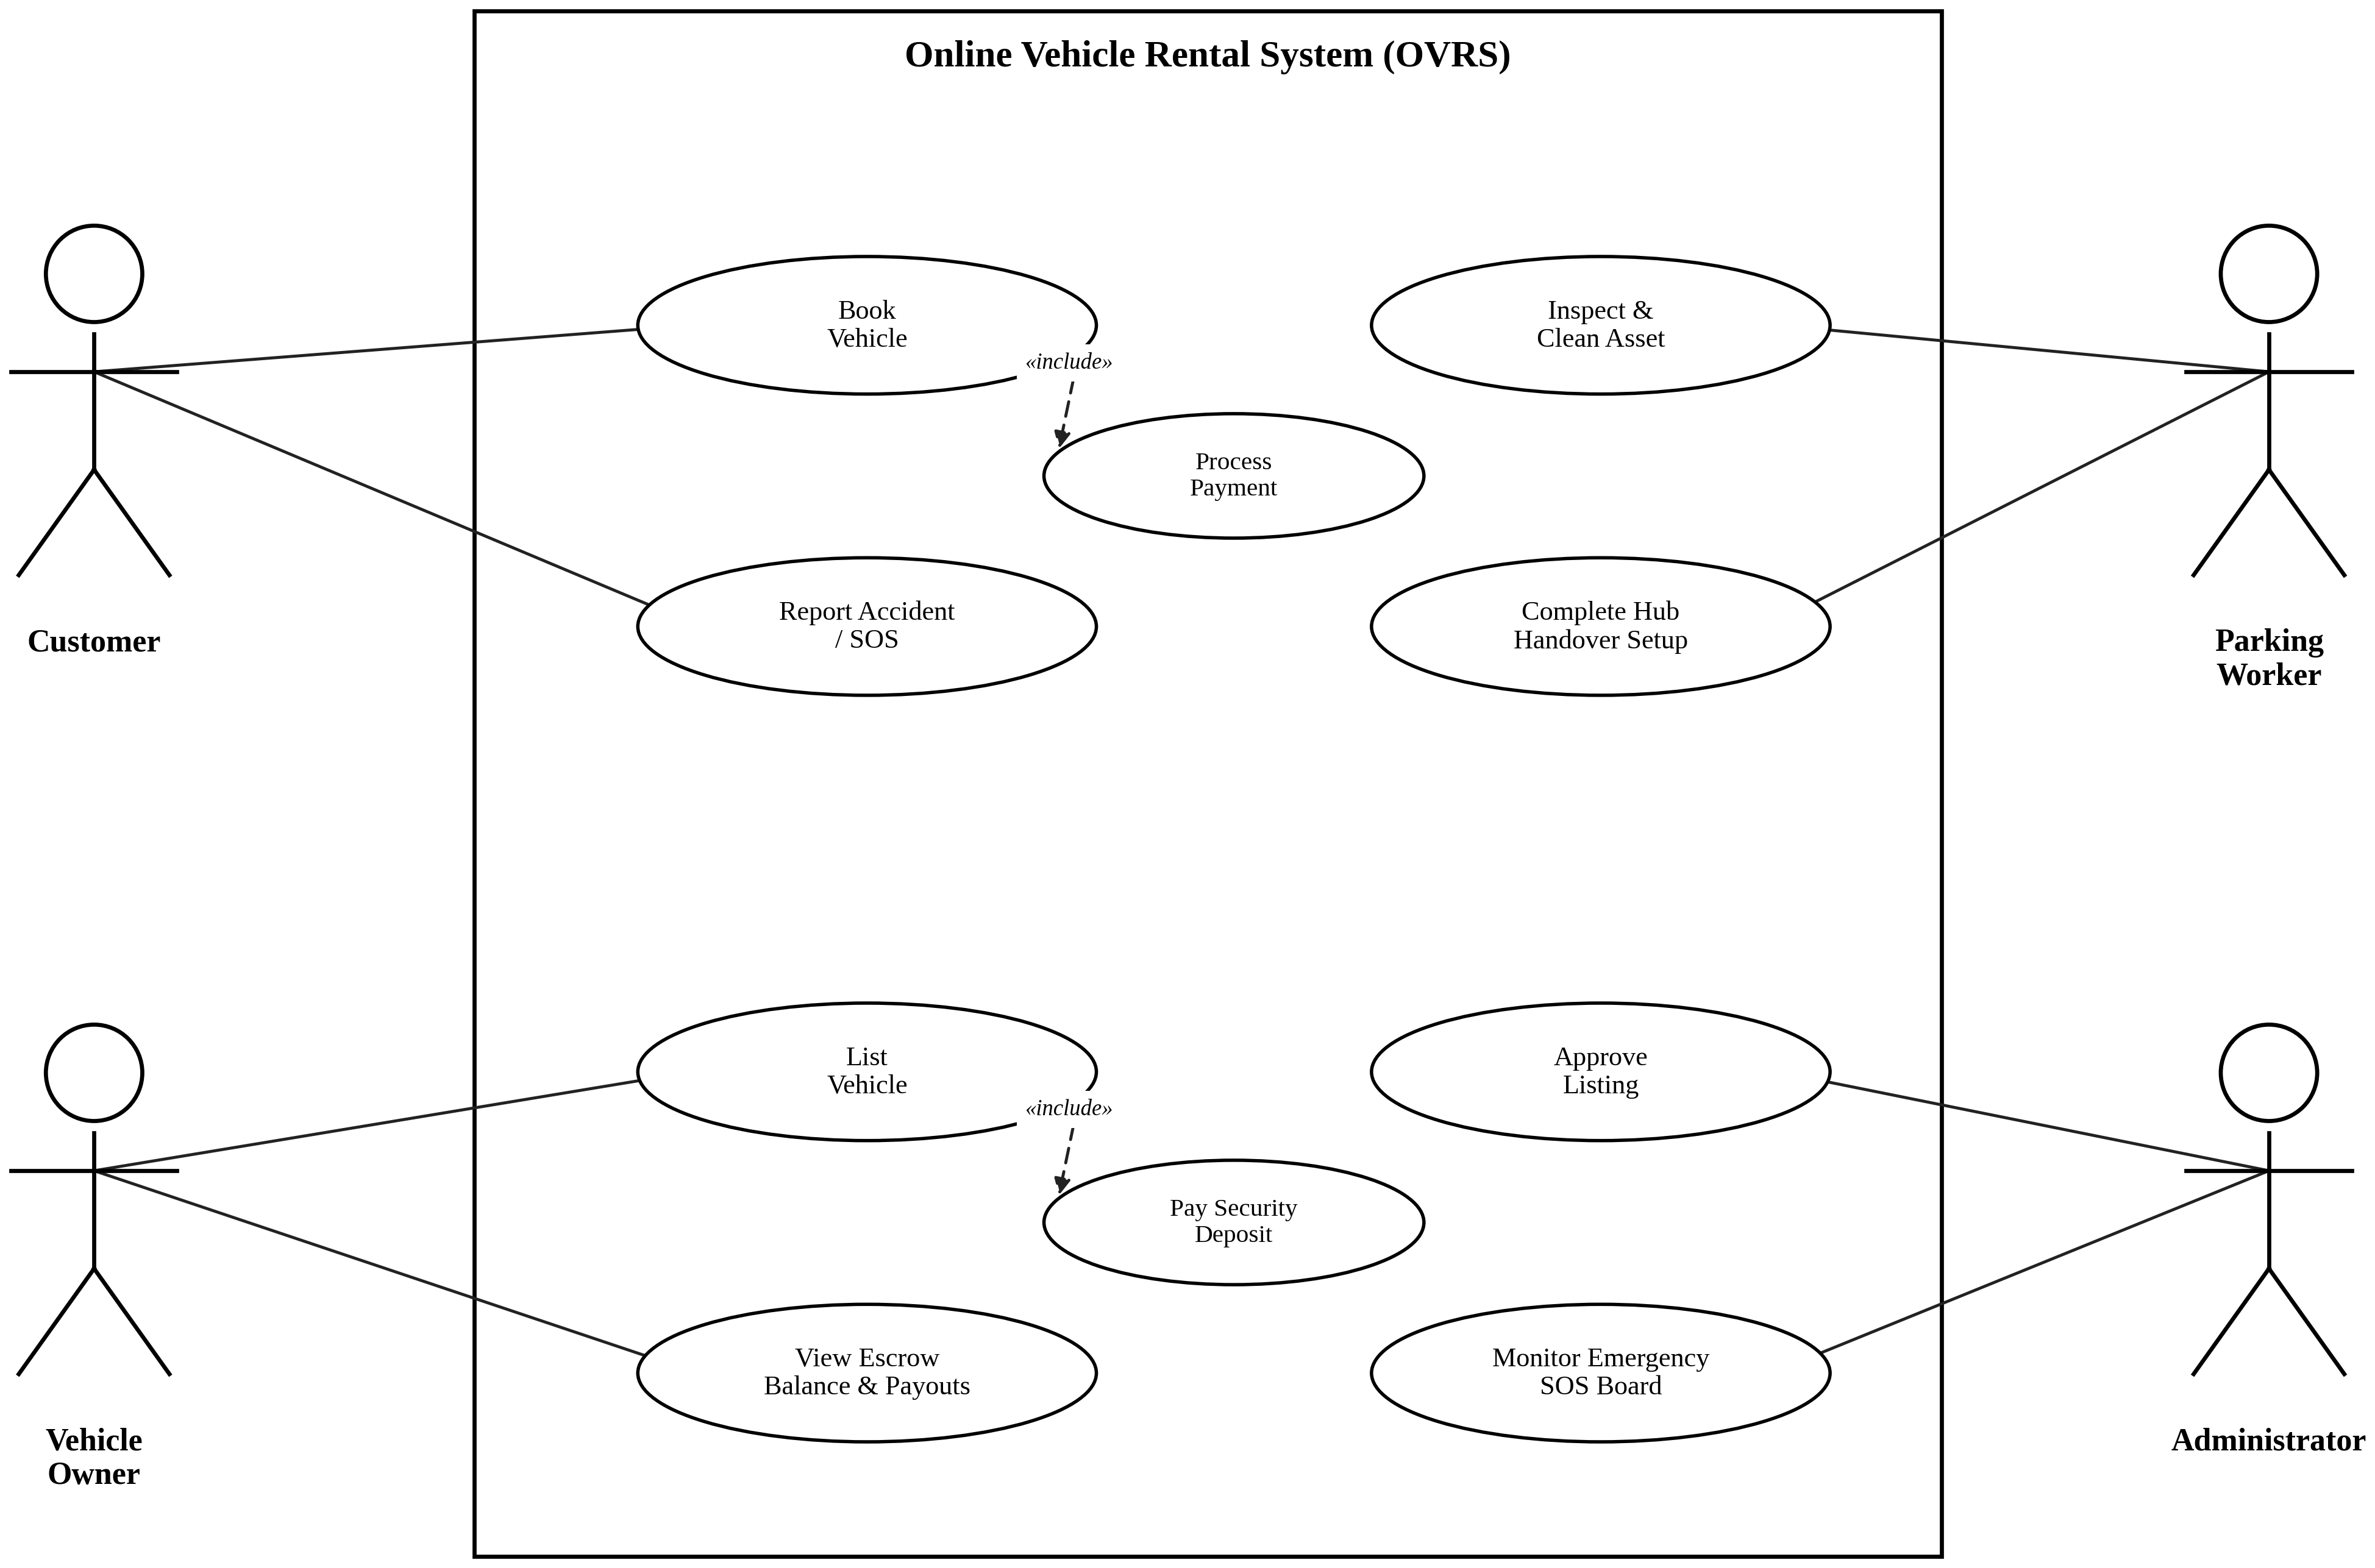 Online Vehicle Rental System (OVRS)
Book
Vehicle
«include»
Inspect &
Clean Asset
Process
Payment
Report Accident
/ SOS
Complete Hub
Handover Setup
Customer
Parking
Worker
List
Vehicle
«include»
Approve
Listing
Pay Security
Deposit
View Escrow
Balance & Payouts
Monitor Emergency
SOS Board
Vehicle
Owner
Administrator